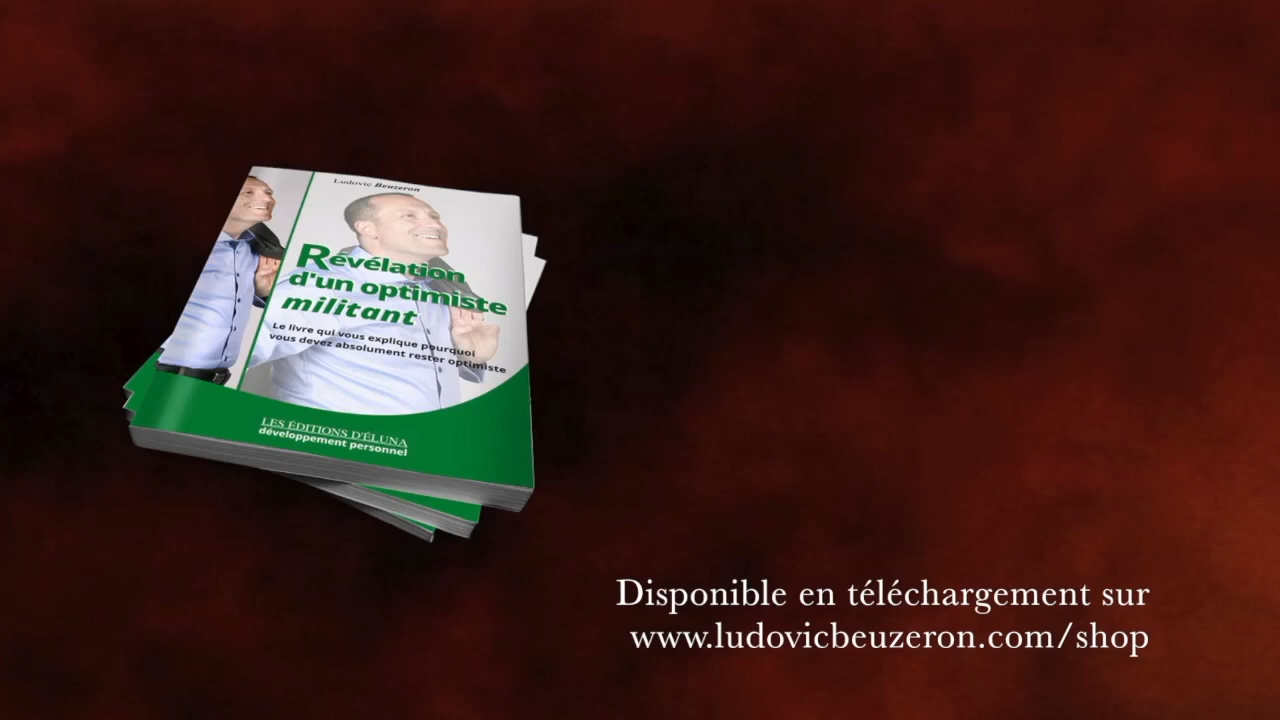 Ludovic Beuzeron
Révélation
d'un optimiste
militant
Le livre qui vous explique pourquoi
vous devez absolument rester optimiste
LES ÉDITIONS D'ÉLUNA
développement personnel
Disponible en téléchargement sur
www.ludovicbeuzeron.com/shop